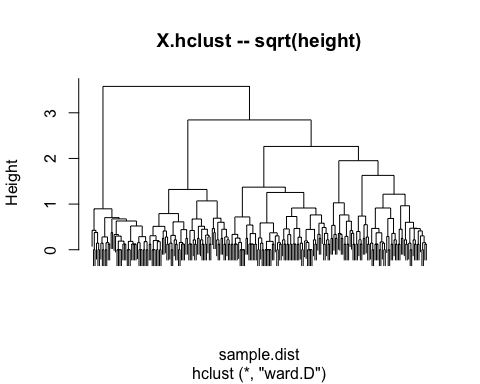 X.hclust -- sqrt(height)
Height
3
2
1
0
sample.dist
hclust (*, "ward.D")